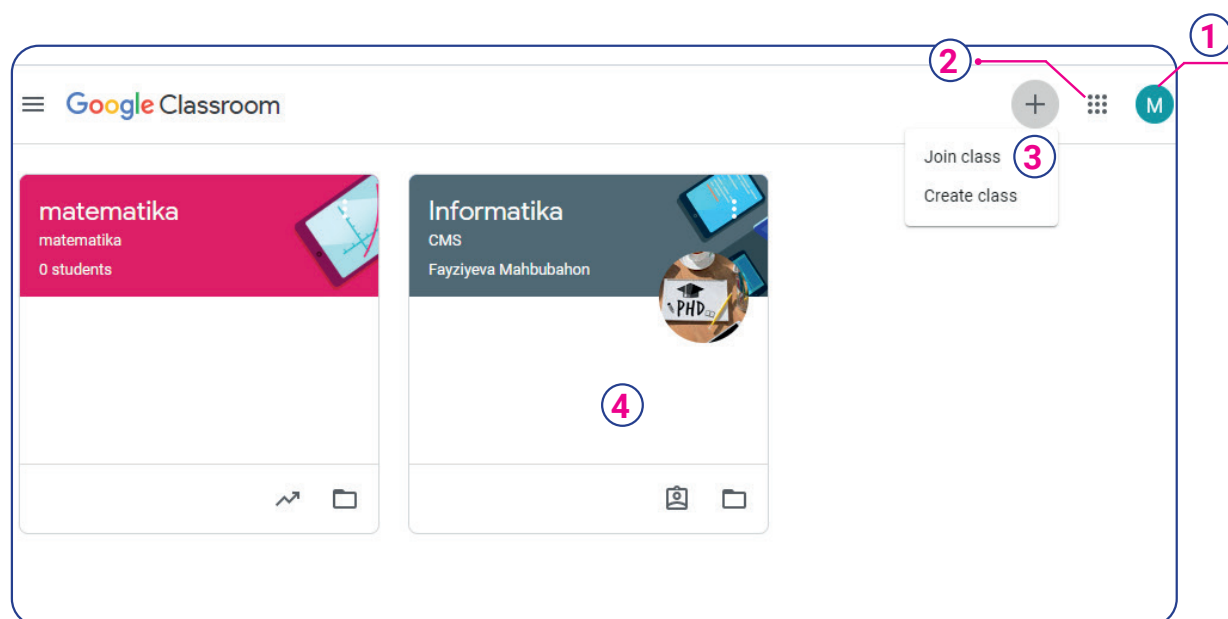 1
2
Google Classroom
M
Join class 3
Create class
matematika
matematika
0 students
Informatika
CMS
Fayziyeva Mahbubahon
PHD
4